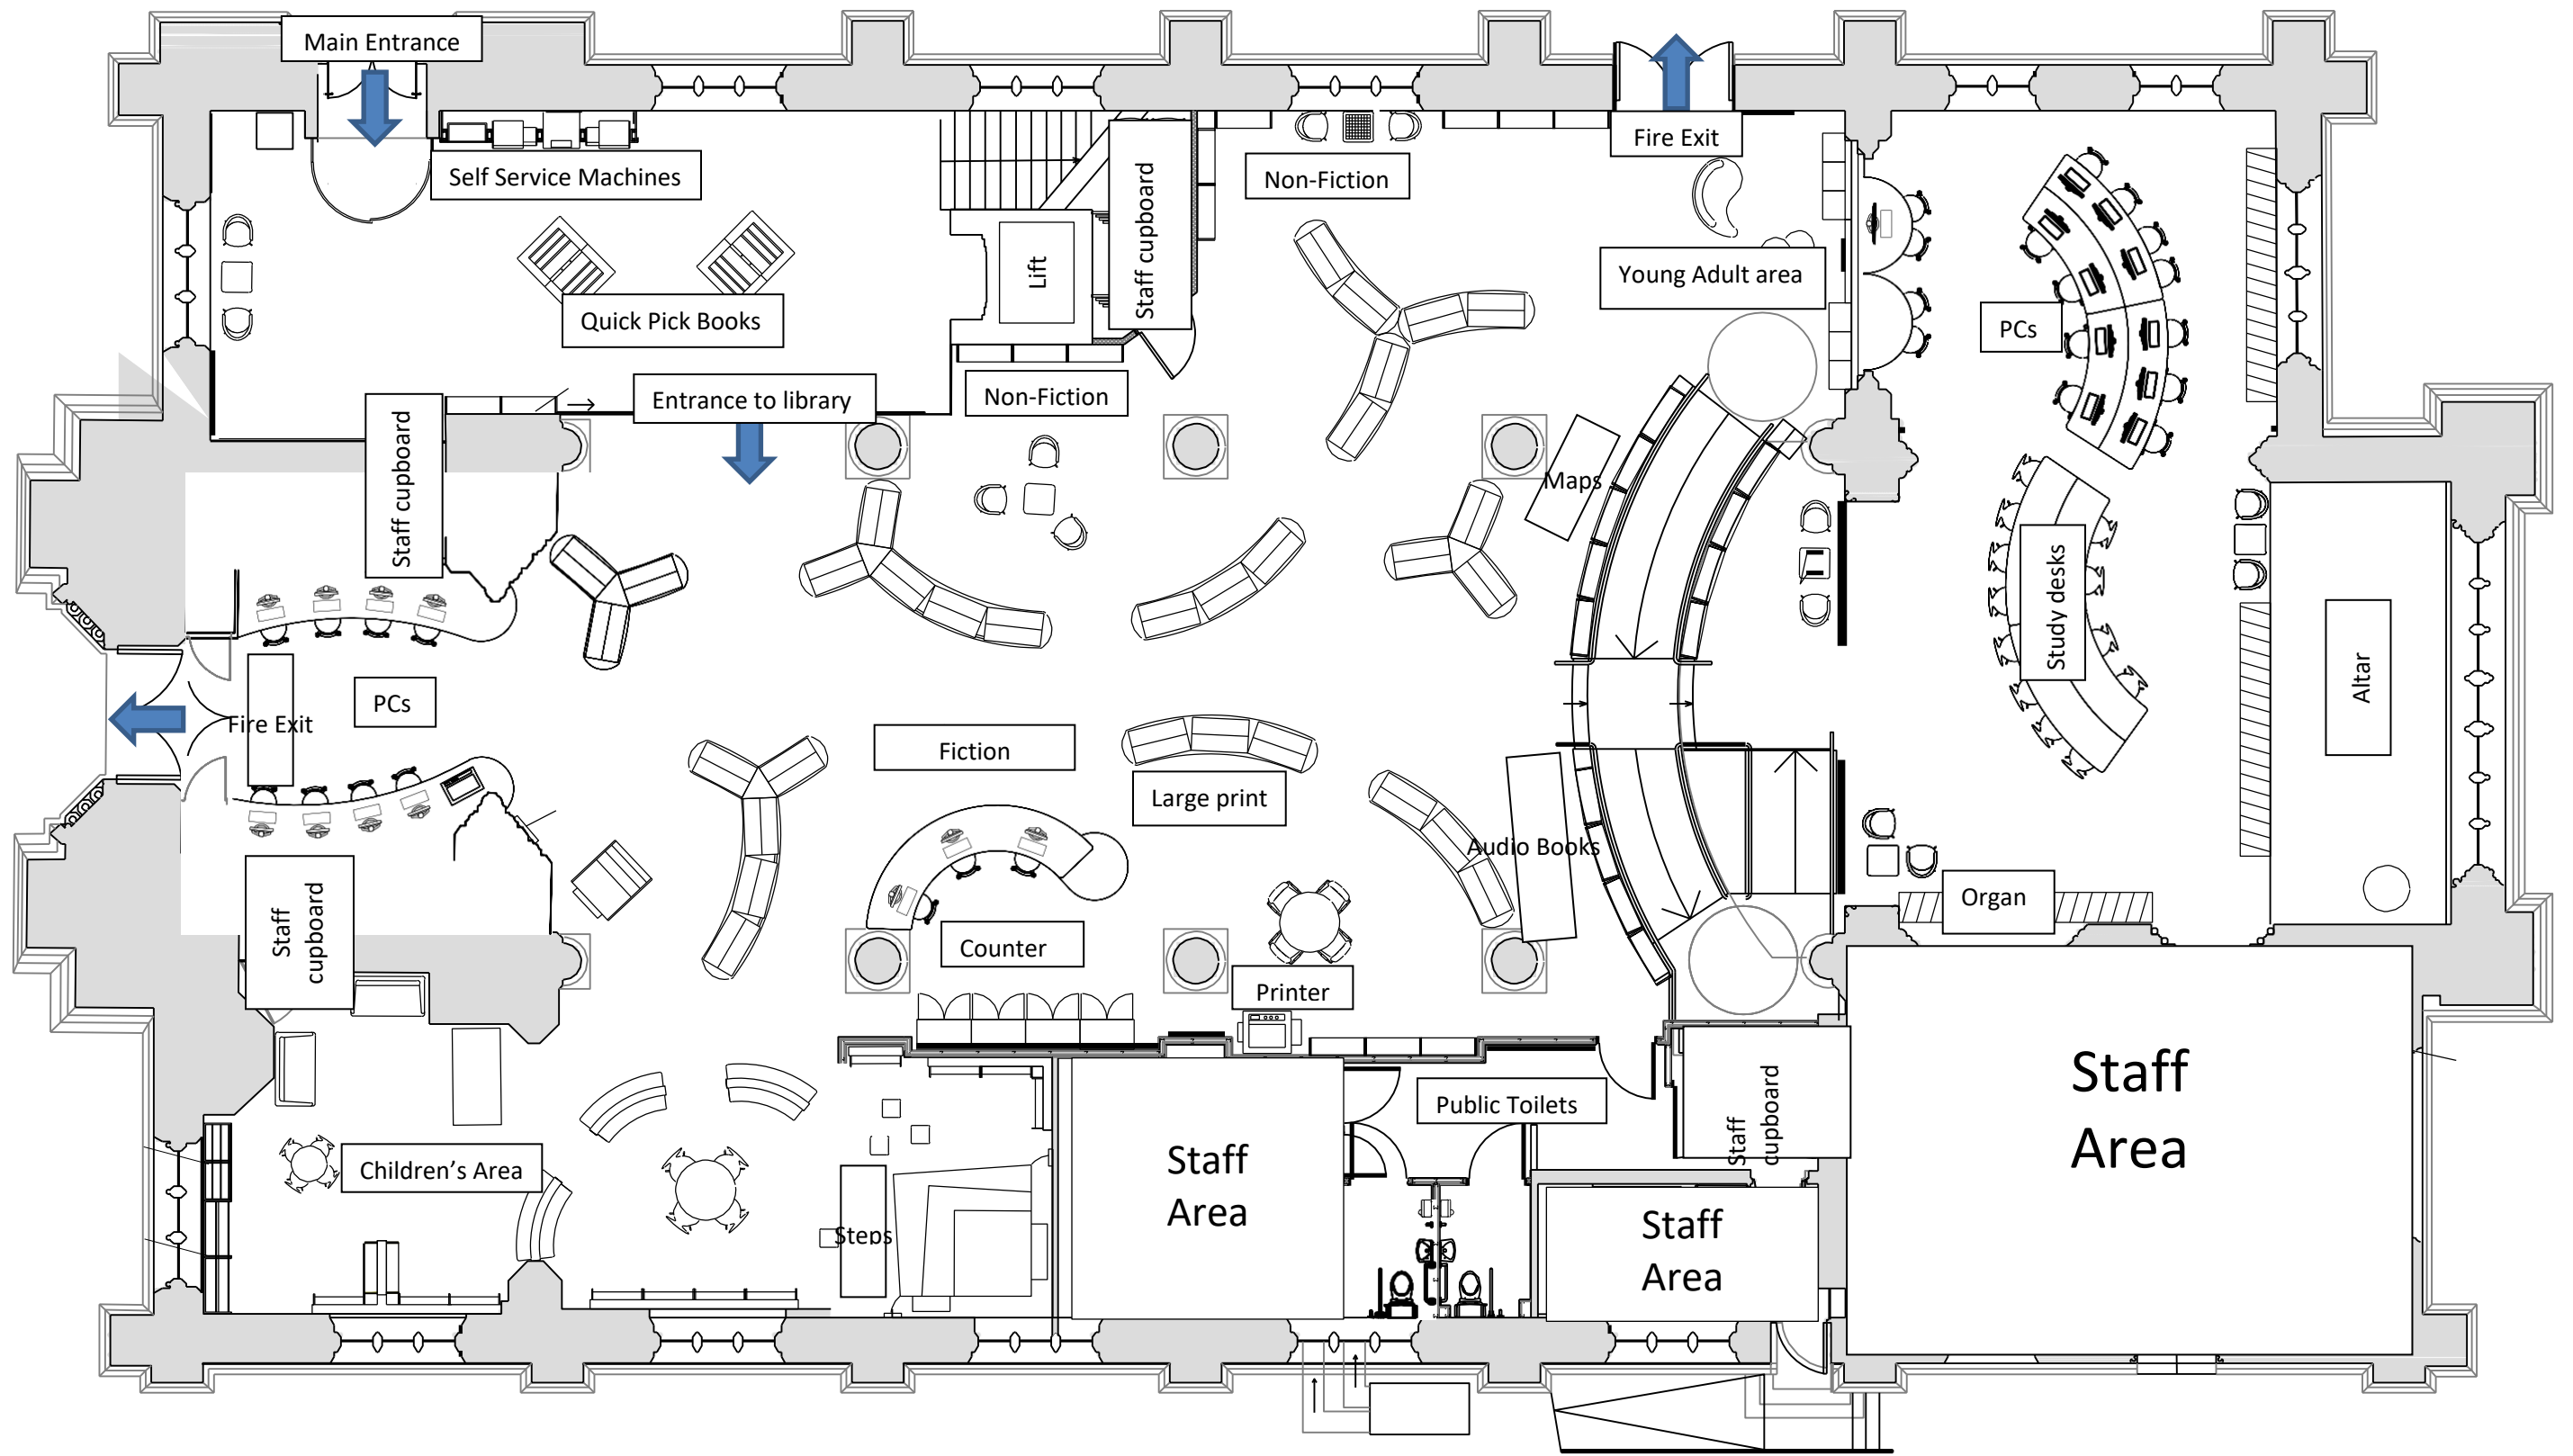 Main Entrance
Self Service Machines
Quick Pick Books
Entrance to library
Lift
Staff cupboard
Non-Fiction
Non-Fiction
Fire Exit
Young Adult area
PCs
Staff cupboard
Maps
Study desks
Altar
Fire Exit
PCs
Fiction
Large print
Audio Books
Organ
Staff
cupboard
Counter
Printer
Children's Area
Steps
Staff
Area
Public Toilets
Staff
cupboard
Staff
Area
Staff
Area